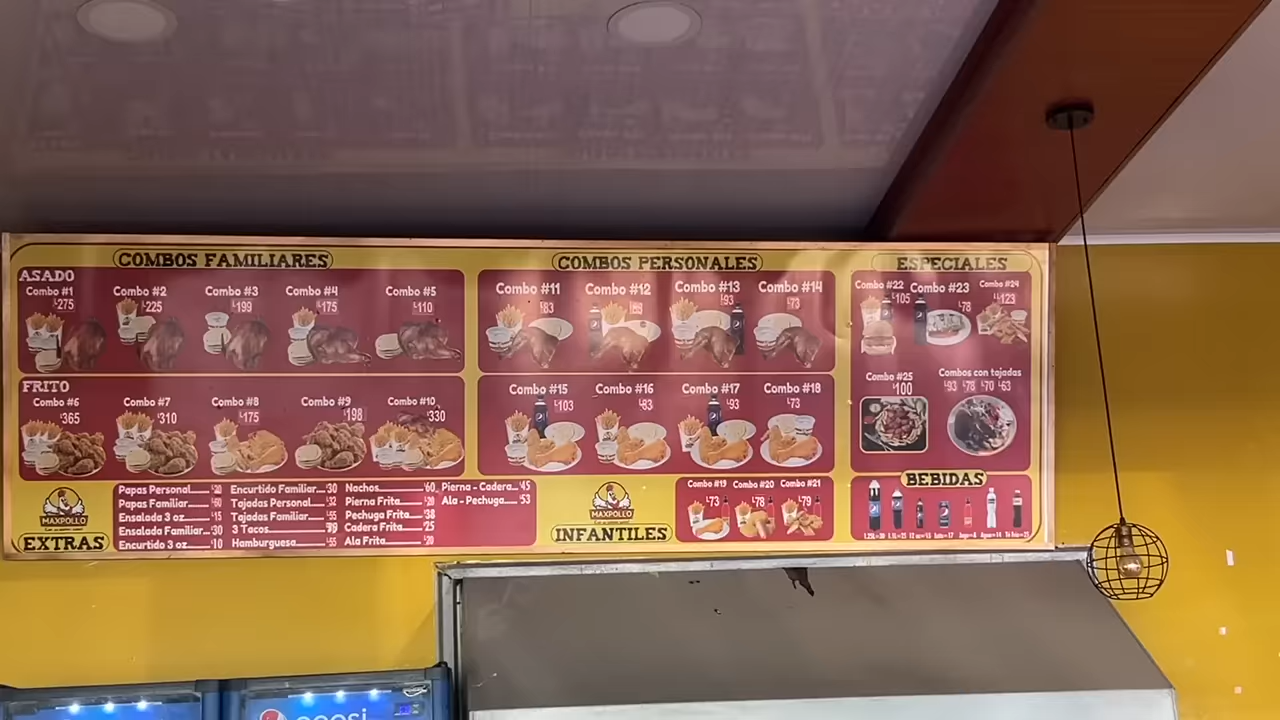 COMBOS FAMILIARES
ASADO
Combo #1
L275
Combo #2
L225
Combo #3
L199
Combo #4
L175
Combo #5
L110
FRITO
Combo #6
L365
Combo #7
L310
Combo #8
L175
Combo #9
L198
Combo #10
L330
COMBOS PERSONALES
Combo #11
L83
Combo #12
Combo #13
L93
Combo #14
L73
Combo #15
L103
Combo #16
L83
Combo #17
L93
Combo #18
L73
ESPECIALES
Combo #22
L105
Combo #23
L78
Combo #24
L123
Combo #25
L100
Combos con tajadas
L93 L78 L70 L63
MAXPOLLO
EXTRAS
Papas Personal......L30
Papas Familiar......L60
Ensalada 3 oz......L15
Ensalada Familiar...L30
Encurtido 3 oz......L10
Encurtido Familiar...L30
Tajadas Personal...L32
Tajadas Familiar...L55
3 Tacos
Hamburguesa......L55
Nachos......L60
Pierna Frita
Pechuga Frita...L38
Cadera Frita...L25
Ala Frita......L20
Pierna - Cadera...L45
Ala - Pechuga...L53
MAXPOLLO
INFANTILES
Combo #19
L73
Combo #20
L78
Combo #21
L79
BEBIDAS
pepsi